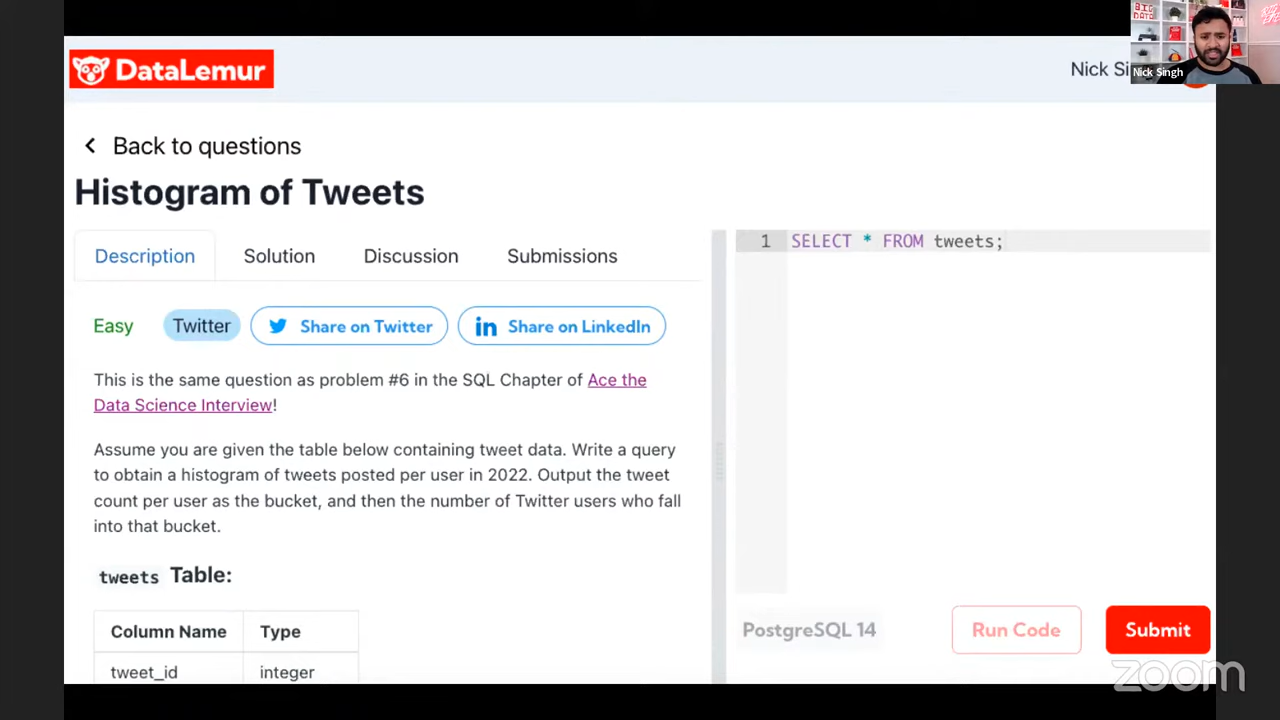 DataLemur
Nick Si
Nick Singh
BIG
DATA
Back to questions
Histogram of Tweets
Description
Solution
Discussion
Submissions
1
SELECT * FROM tweets;
Easy
Twitter
Share on Twitter
Share on LinkedIn
This is the same question as problem #6 in the SQL Chapter of Ace the
Data Science Interview!
Assume you are given the table below containing tweet data. Write a query
to obtain a histogram of tweets posted per user in 2022. Output the tweet
count per user as the bucket, and then the number of Twitter users who fall
into that bucket.
tweets Table:
Column Name
Type
tweet_id
integer
PostgreSQL 14
Run Code
Submit
zoom